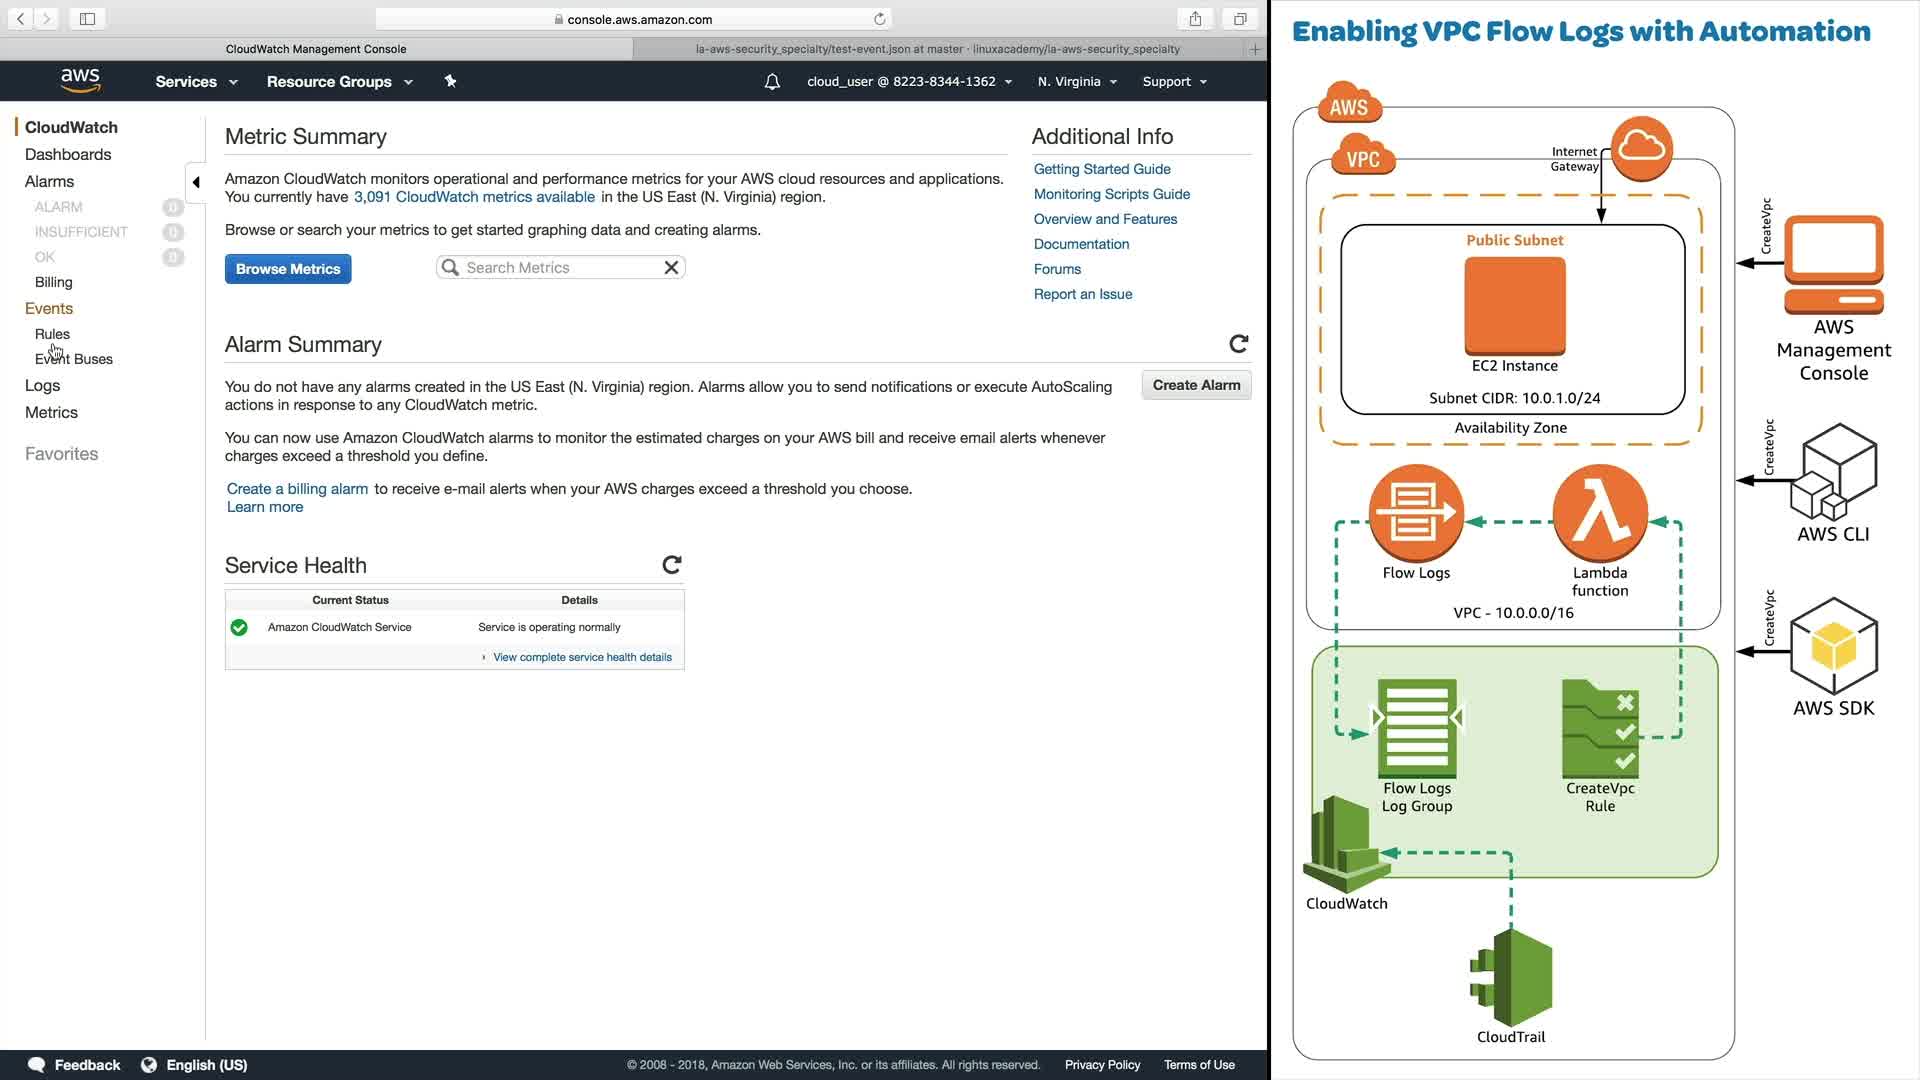 console.aws.amazon.com
CloudWatch Management Console
la-aws-security_specialty/test-event.json at master · linuxacademy/la-aws-security_specialty
aws
Services
Resource Groups
cloud_user @ 8223-8344-1362
N. Virginia
Support
CloudWatch
Dashboards
Alarms
ALARM 0
INSUFFICIENT 0
OK 0
Billing
Events
Rules
Event Buses
Logs
Metrics
Favorites
Metric Summary
Amazon CloudWatch monitors operational and performance metrics for your AWS cloud resources and applications.
You currently have 3,091 CloudWatch metrics available in the US East (N. Virginia) region.
Browse or search your metrics to get started graphing data and creating alarms.
Browse Metrics
Search Metrics
Additional Info
Getting Started Guide
Monitoring Scripts Guide
Overview and Features
Documentation
Forums
Report an Issue
Alarm Summary
You do not have any alarms created in the US East (N. Virginia) region. Alarms allow you to send notifications or execute AutoScaling
actions in response to any CloudWatch metric.
Create Alarm
You can now use Amazon CloudWatch alarms to monitor the estimated charges on your AWS bill and receive email alerts whenever
charges exceed a threshold you define.
Create a billing alarm to receive e-mail alerts when your AWS charges exceed a threshold you choose.
Learn more
Service Health
Current Status Details
Amazon CloudWatch Service Service is operating normally
View complete service health details
Feedback
English (US)
© 2008 - 2018, Amazon Web Services, Inc. or its affiliates. All rights reserved.
Privacy Policy
Terms of Use
Enabling VPC Flow Logs with Automation
AWS
VPC
Internet
Gateway
Public Subnet
EC2 Instance
Subnet CIDR: 10.0.1.0/24
Availability Zone
Flow Logs
Lambda
function
VPC - 10.0.0.0/16
Flow Logs
Log Group
CreateVpc
Rule
CloudWatch
CloudTrail
CreateVpc
AWS
Management
Console
CreateVpc
AWS CLI
CreateVpc
AWS SDK